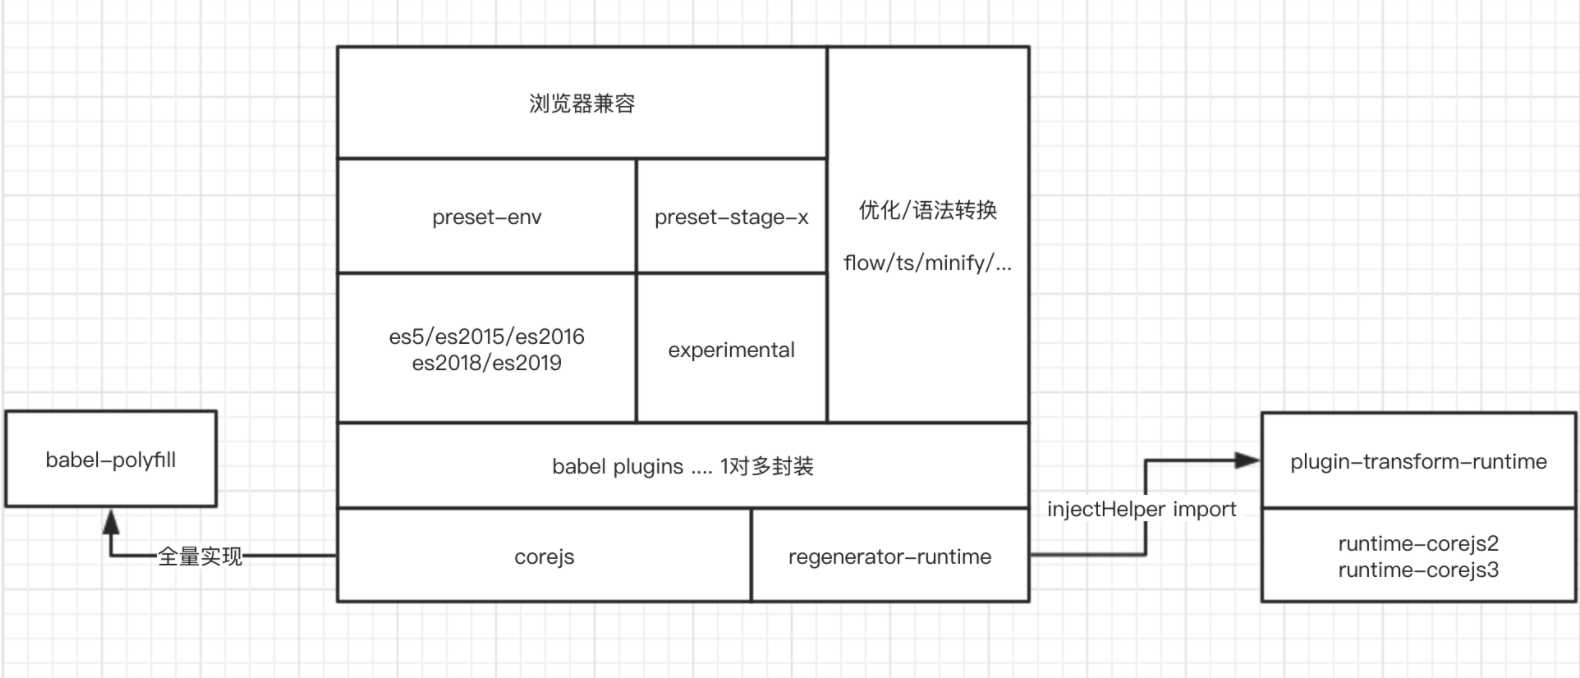 浏览器兼容
preset-env
preset-stage-x
优化/语法转换
flow/ts/minify/...
es5/es2015/es2016
es2018/es2019
experimental
babel-polyfill
babel plugins .... 1对多封装
plugin-transform-runtime
injectHelper import
全量实现
corejs
regenerator-runtime
runtime-corejs2
runtime-corejs3